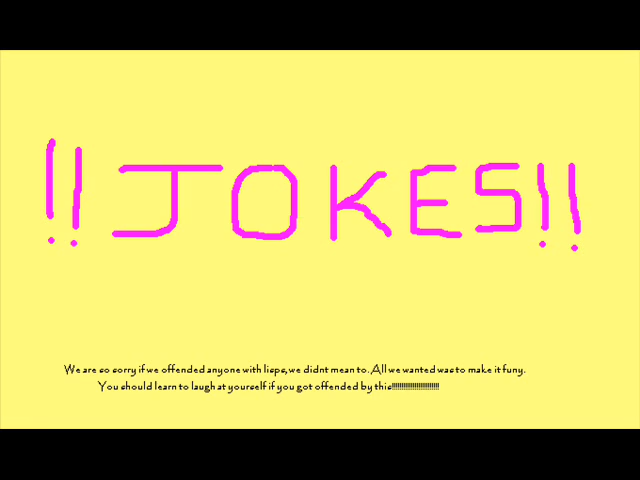 !!JOKES!!
We are so sorry if we offended anyone with lisps, we didnt mean to. All we wanted was to make it funy.
You should learn to laugh at yourself if you got offended by this!!!!!!!!!!!!!!!!!!!!!!!